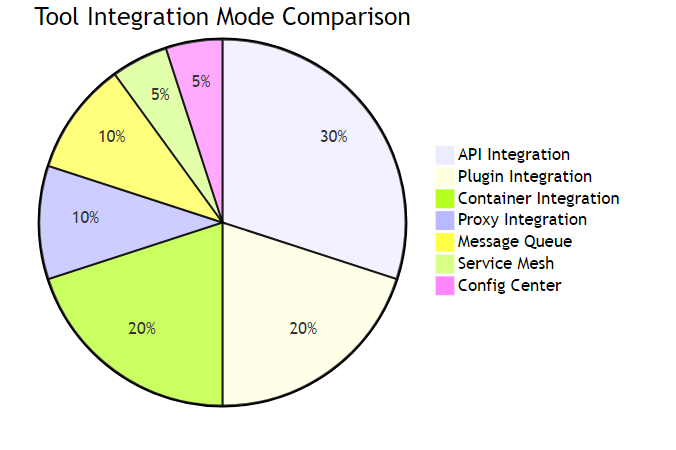 Tool Integration Mode Comparison
5%
5%
30%
10%
10%
20%
20%
API Integration
Plugin Integration
Container Integration
Proxy Integration
Message Queue
Service Mesh
Config Center